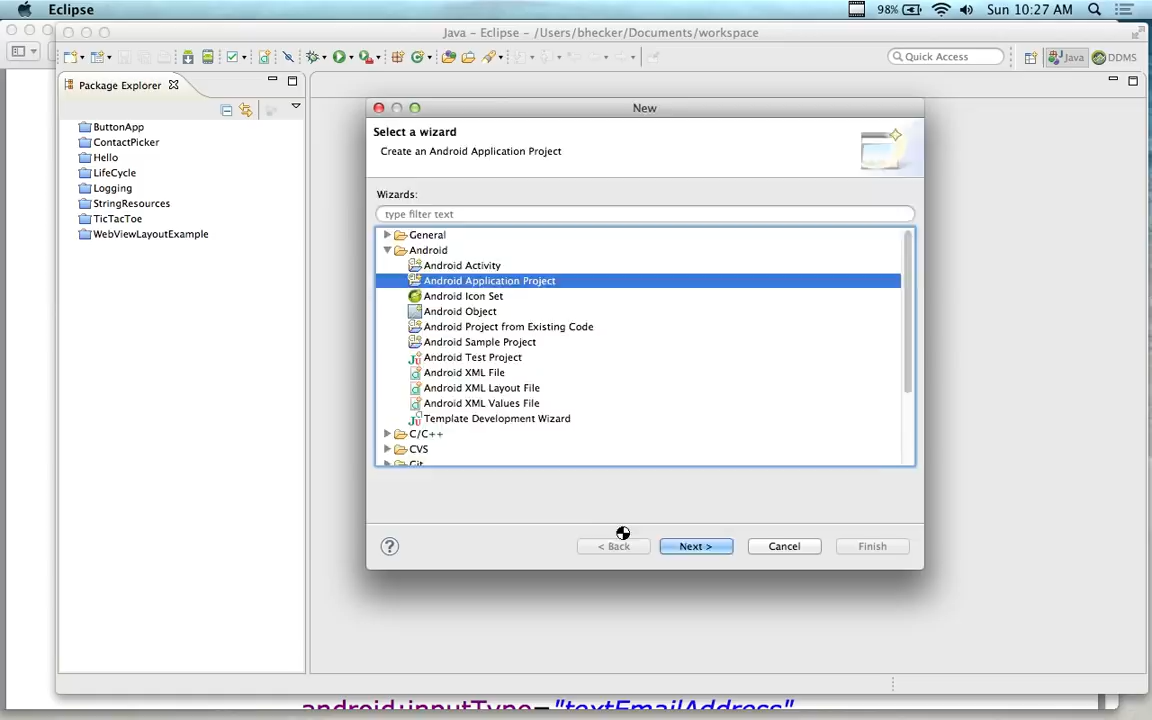 Eclipse
98%
Sun 10:27 AM
Java – Eclipse – /Users/bhecker/Documents/workspace
Quick Access
Java
DDMS
Package Explorer
ButtonApp
ContactPicker
Hello
LifeCycle
Logging
StringResources
TicTacToe
WebViewLayoutExample
New
Select a wizard
Create an Android Application Project
Wizards:
type filter text
General
Android
Android Activity
Android Application Project
Android Icon Set
Android Object
Android Project from Existing Code
Android Sample Project
Android Test Project
Android XML File
Android XML Layout File
Android XML Values File
Template Development Wizard
C/C++
CVS
Git
?
< Back
Next >
Cancel
Finish
android:inputType="textEmailAddress"